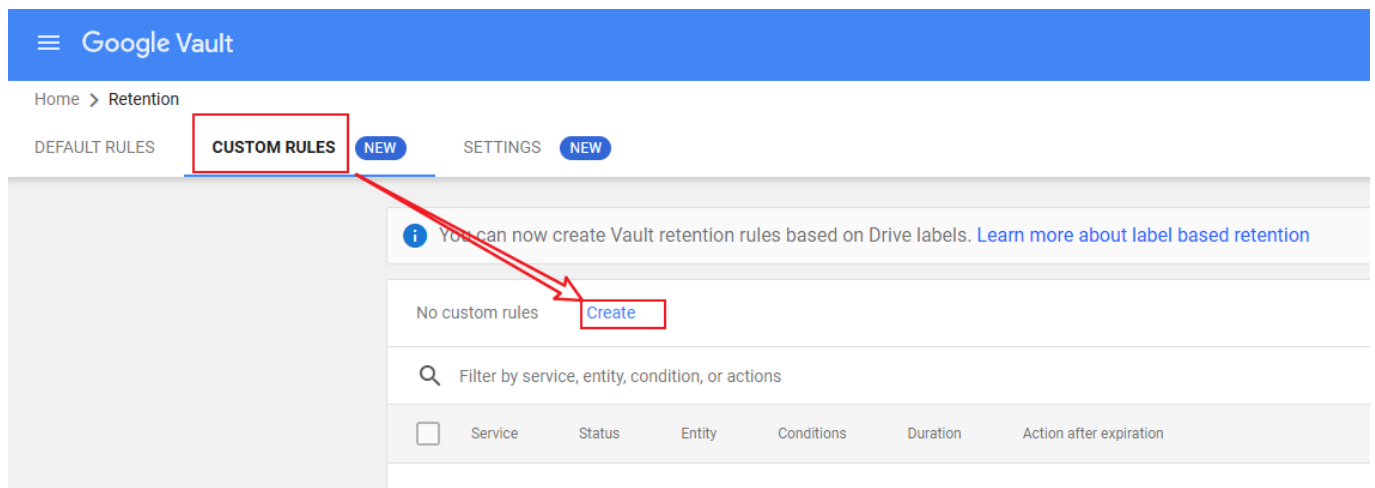 Google Vault
Home > Retention
DEFAULT RULES CUSTOM RULES NEW SETTINGS NEW
You can now create Vault retention rules based on Drive labels. Learn more about label based retention
No custom rules Create
Filter by service, entity, condition, or actions
Service Status Entity Conditions Duration Action after expiration